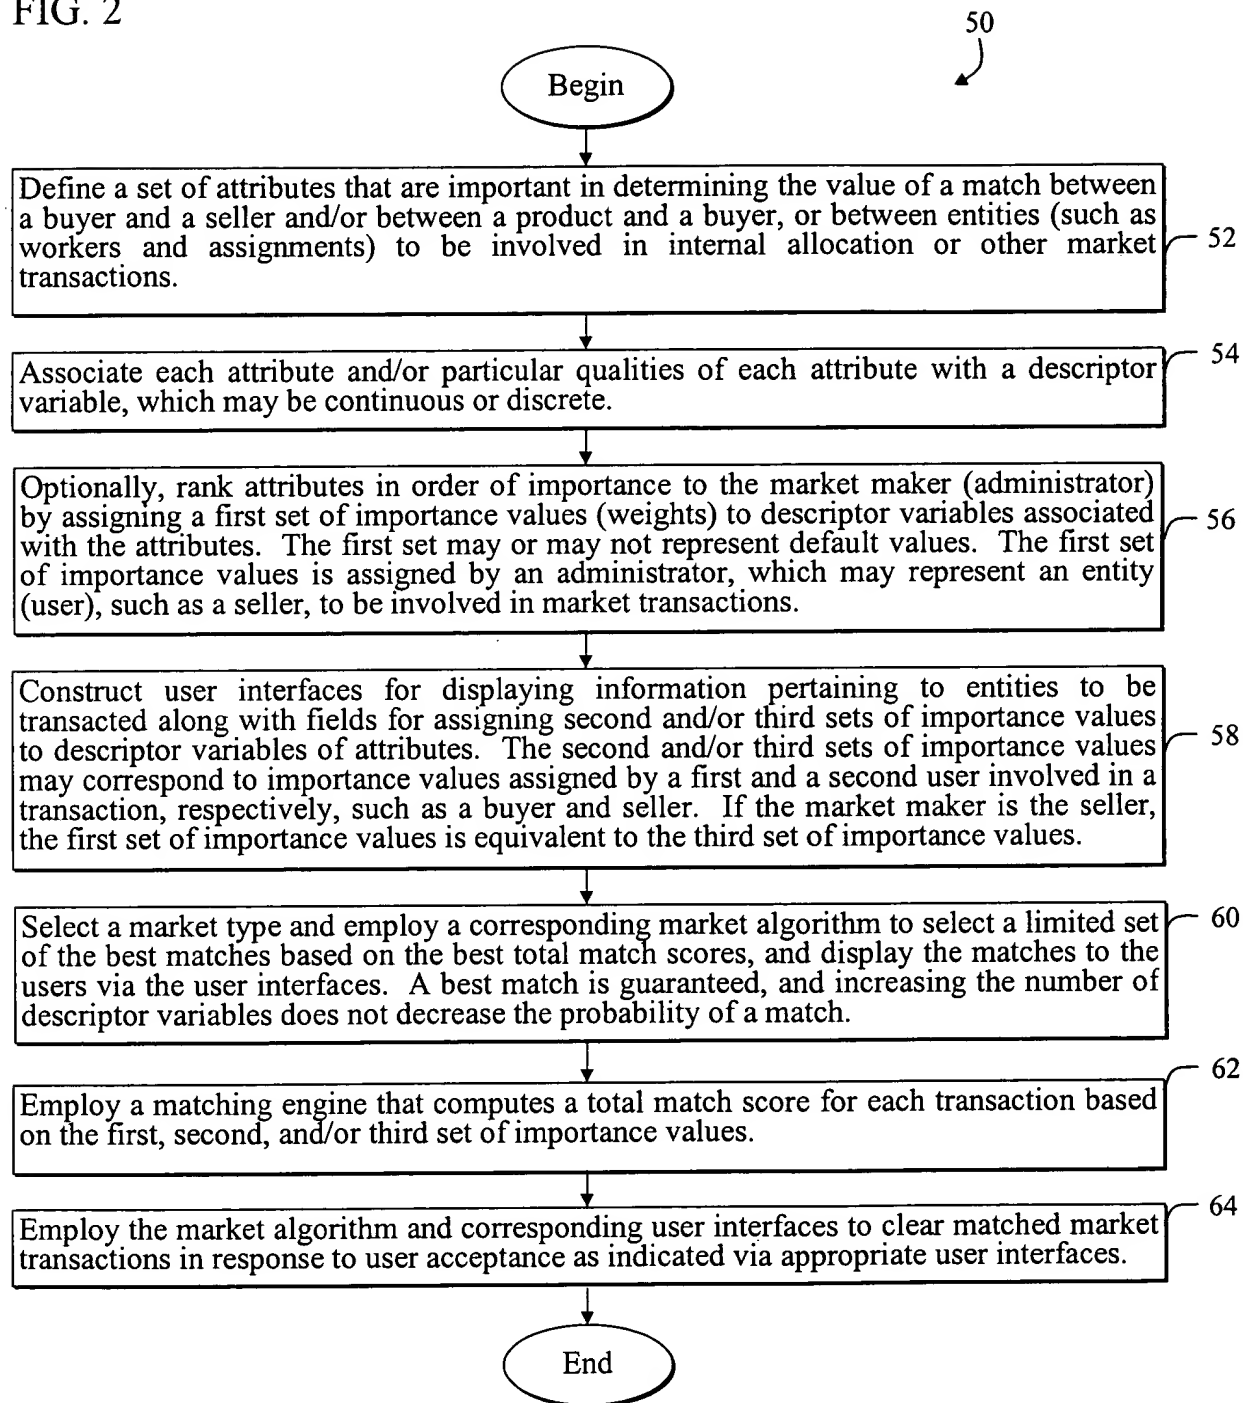 FIG. 2
50
Begin
Define a set of attributes that are important in determining the value of a match between
a buyer and a seller and/or between a product and a buyer, or between entities (such as
workers and assignments) to be involved in internal allocation or other market
transactions.
52
Associate each attribute and/or particular qualities of each attribute with a descriptor
variable, which may be continuous or discrete.
54
Optionally, rank attributes in order of importance to the market maker (administrator)
by assigning a first set of importance values (weights) to descriptor variables associated
with the attributes. The first set may or may not represent default values. The first set
of importance values is assigned by an administrator, which may represent an entity
(user), such as a seller, to be involved in market transactions.
56
Construct user interfaces for displaying information pertaining to entities to be
transacted along with fields for assigning second and/or third sets of importance values
to descriptor variables of attributes. The second and/or third sets of importance values
may correspond to importance values assigned by a first and a second user involved in a
transaction, respectively, such as a buyer and seller. If the market maker is the seller,
the first set of importance values is equivalent to the third set of importance values.
58
Select a market type and employ a corresponding market algorithm to select a limited set
of the best matches based on the best total match scores, and display the matches to the
users via the user interfaces. A best match is guaranteed, and increasing the number of
descriptor variables does not decrease the probability of a match.
60
Employ a matching engine that computes a total match score for each transaction based
on the first, second, and/or third set of importance values.
62
Employ the market algorithm and corresponding user interfaces to clear matched market
transactions in response to user acceptance as indicated via appropriate user interfaces.
64
End